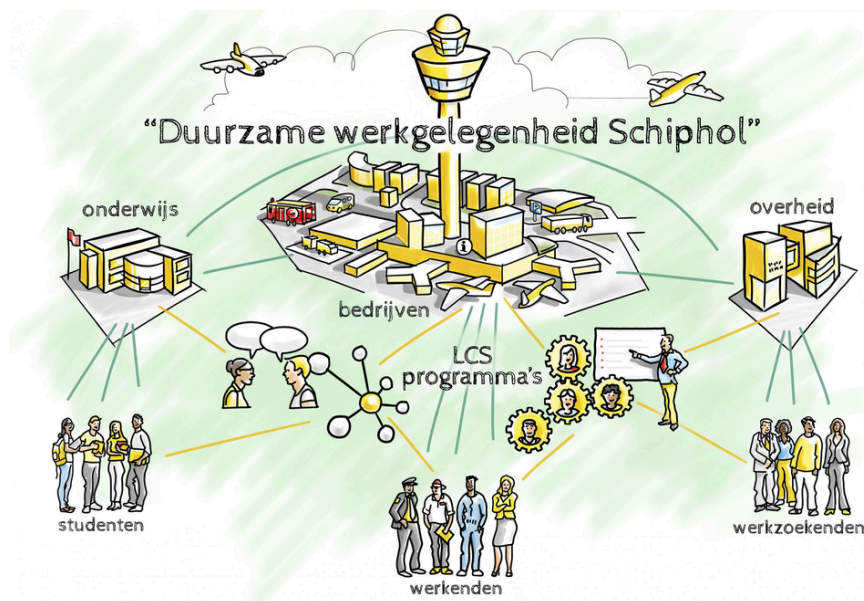 “Duurzame werkgelegenheid Schiphol”
onderwijs
overheid
bedrijven
LCS
programma's
studenten
werkzoekenden
werkenden